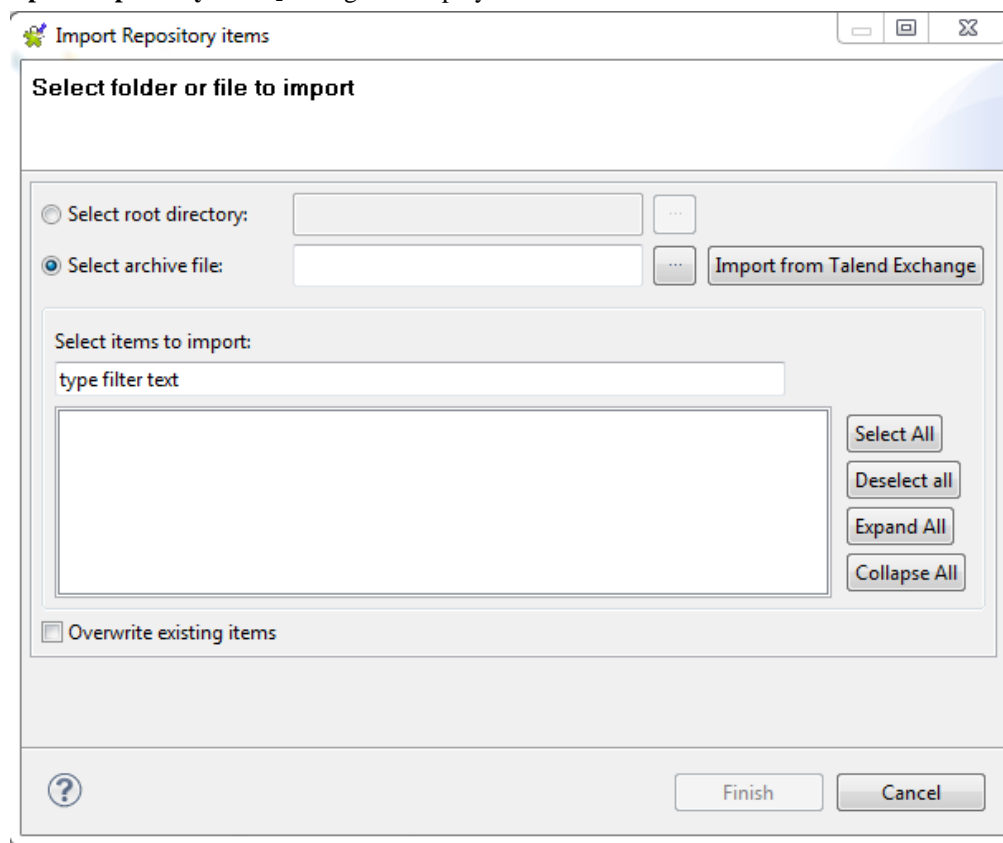 Import Repository items
Select folder or file to import
Select root directory:
...
Select archive file:
...
Import from Talend Exchange
Select items to import:
type filter text
Select All
Deselect all
Expand All
Collapse All
Overwrite existing items
?
Finish
Cancel